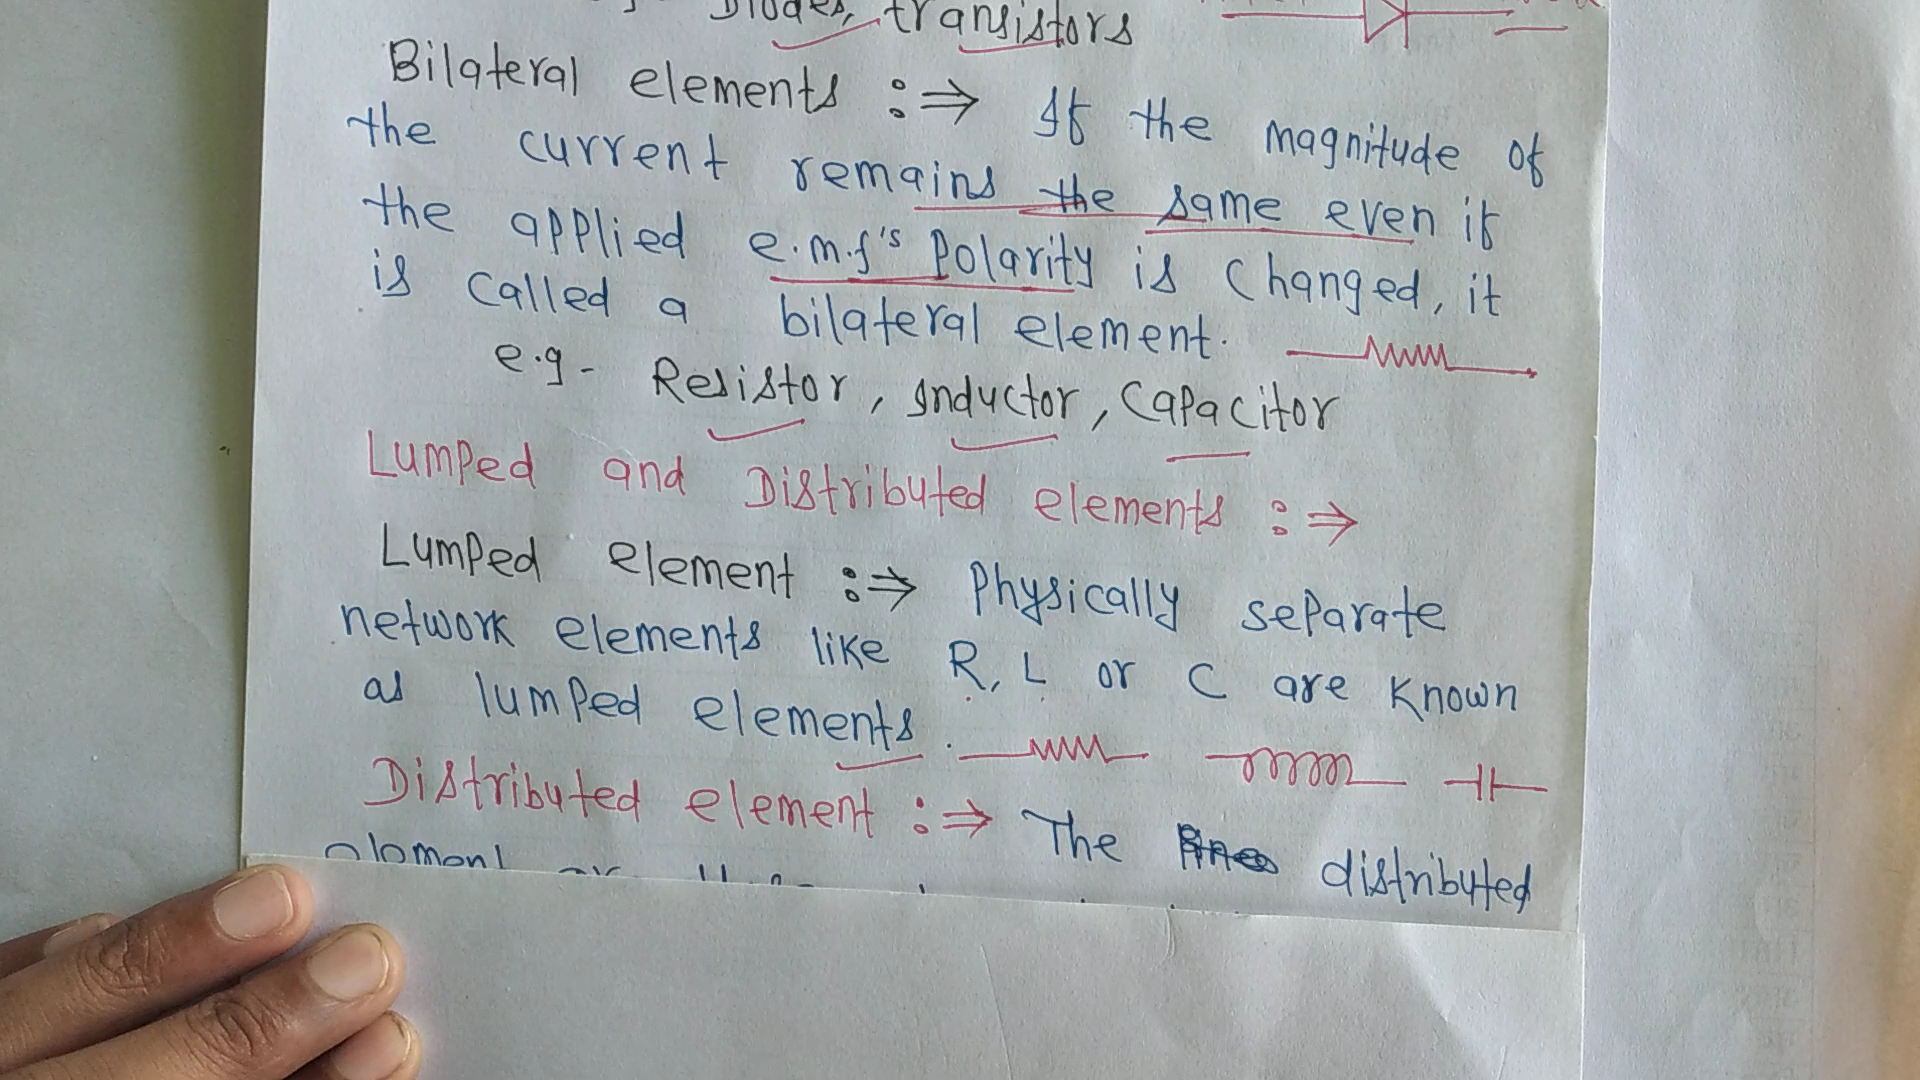 Diodes, transistors
Bilateral elements :⇒ If the magnitude of
the current remains the same even if
the applied e.m.f's Polarity is changed, it
is called a bilateral element.
e.g- Resistor, Inductor, Capacitor
Lumped and Distributed elements :⇒
Lumped element :⇒ Physically separate
network elements like R, L or C are known
as lumped elements.
Distributed element :⇒ The distributed